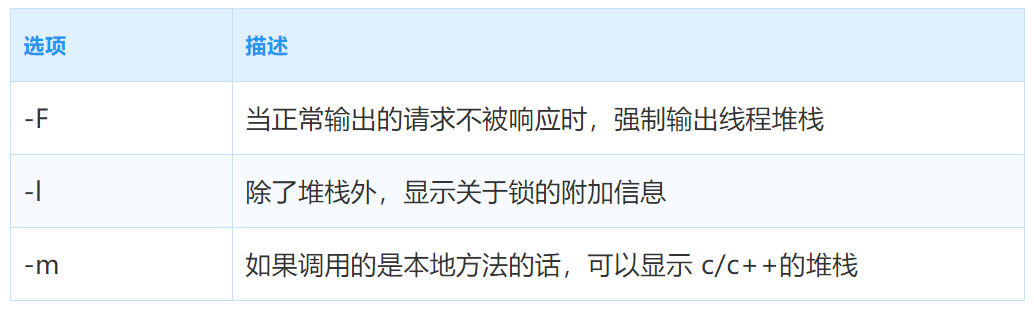 选项 描述
-F 当正常输出的请求不被响应时，强制输出线程堆栈
-l 除了堆栈外，显示关于锁的附加信息
-m 如果调用的是本地方法的话，可以显示 c/c++的堆栈